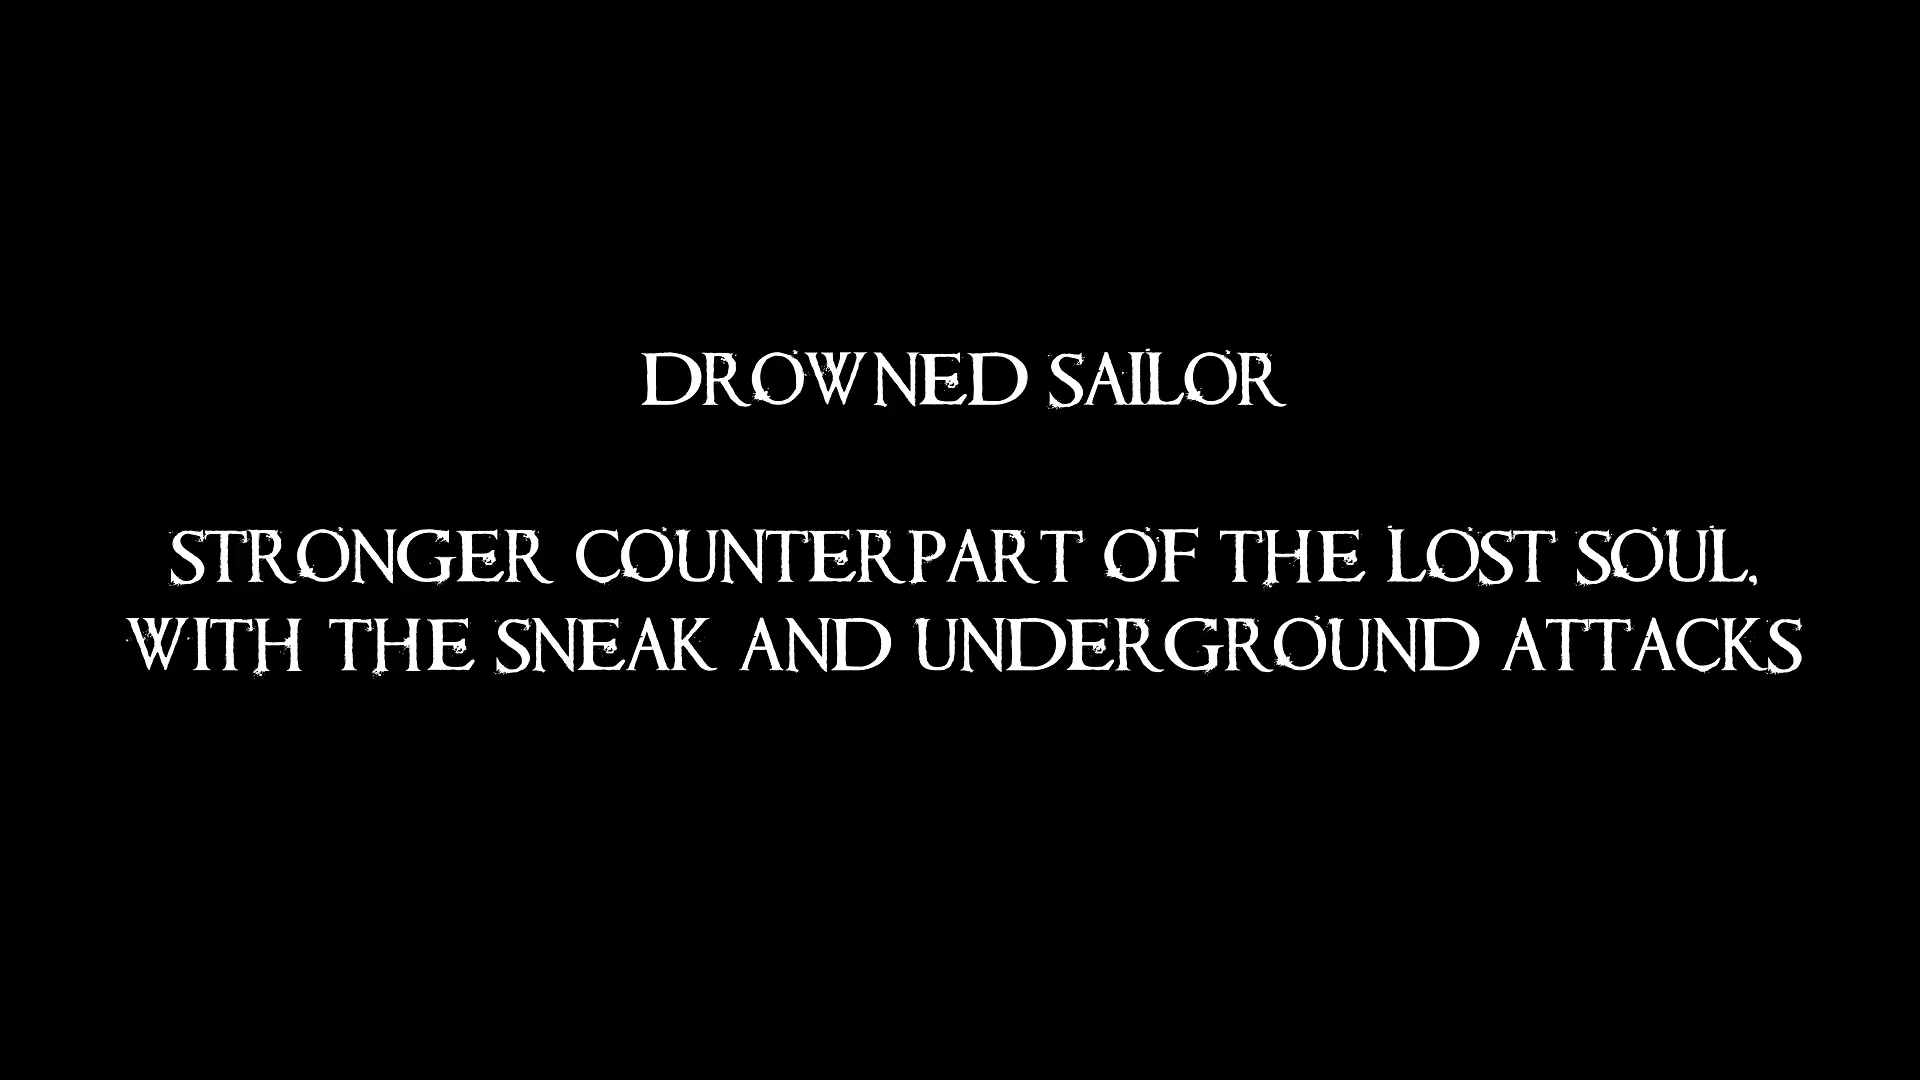 DROWNED SAILOR
STRONGER COUNTERPART OF THE LOST SOUL,
WITH THE SNEAK AND UNDERGROUND ATTACKS